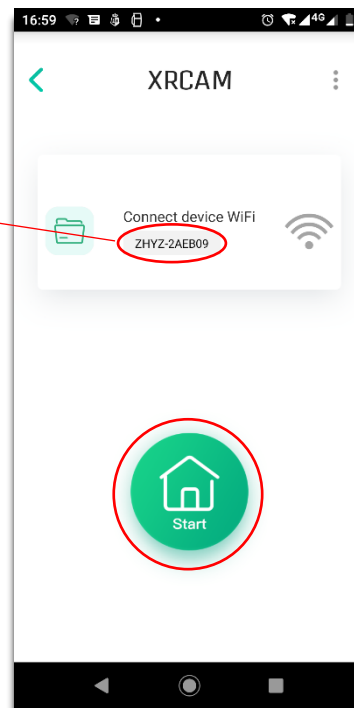 16:59
4G
XRCAM
Connect device WiFi
ZHYZ-2AEB09
Start